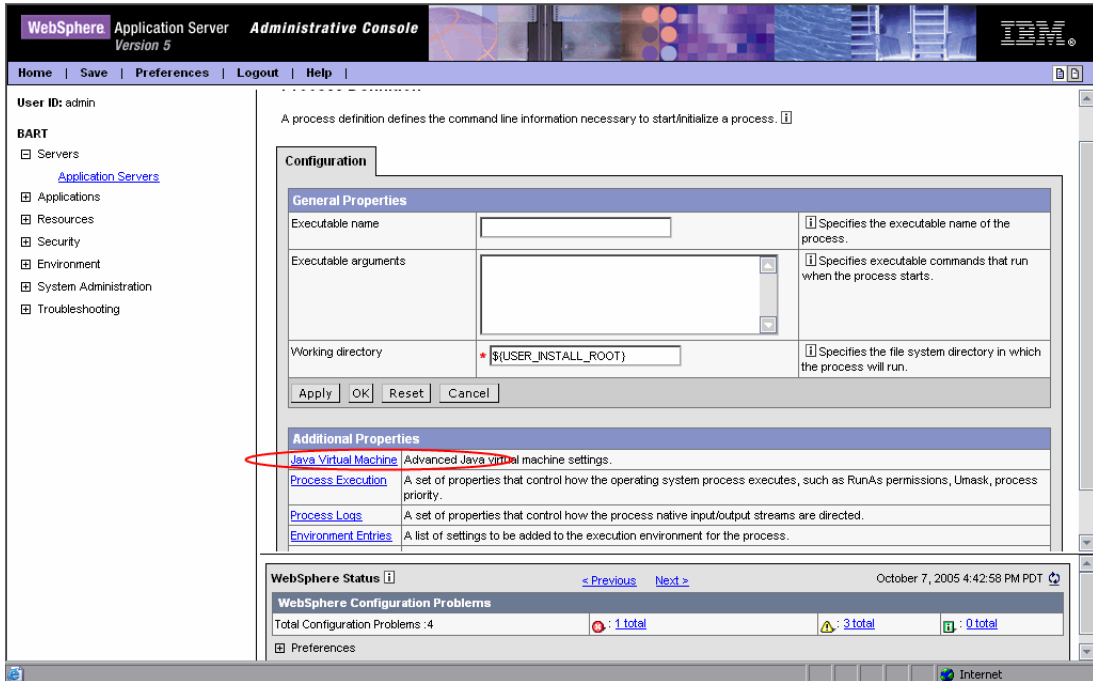 WebSphere Application Server Administrative Console
Version 5
IBM
Home | Save | Preferences | Logout | Help |
User ID: admin
BART
Servers
Application Servers
Applications
Resources
Security
Environment
System Administration
Troubleshooting
Process Definition
A process definition defines the command line information necessary to start/initialize a process. i
Configuration
General Properties
Executable name
i Specifies the executable name of the
process.
Executable arguments
i Specifies executable commands that run
when the process starts.
Working directory
* ${USER_INSTALL_ROOT}
i Specifies the file system directory in which
the process will run.
Apply OK Reset Cancel
Additional Properties
Java Virtual Machine Advanced Java virtual machine settings.
Process Execution A set of properties that control how the operating system process executes, such as RunAs permissions, Umask, process
priority.
Process Logs A set of properties that control how the process native input/output streams are directed.
Environment Entries A list of settings to be added to the execution environment for the process.
WebSphere Status i < Previous Next > October 7, 2005 4:42:58 PM PDT
WebSphere Configuration Problems
Total Configuration Problems :4 : 1 total : 3 total : 0 total
Preferences
Internet